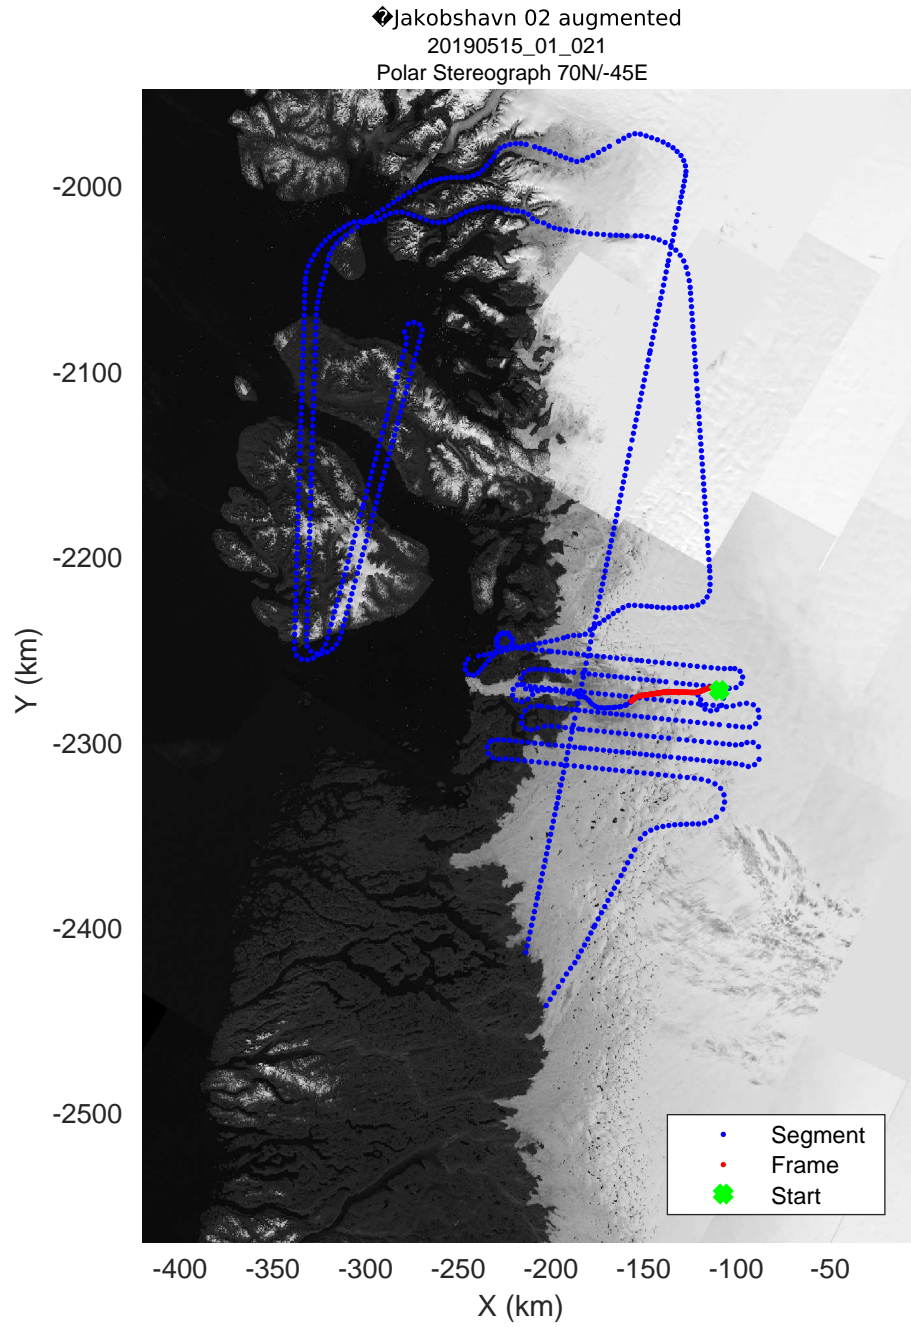 �Jakobshavn 02 augmented
20190515_01_021
Polar Stereograph 70N/-45E
Y (km)
-2000
-2100
-2200
-2300
-2400
-2500
Segment
Frame
Start
-400 -350 -300 -250 -200 -150 -100 -50
X (km)